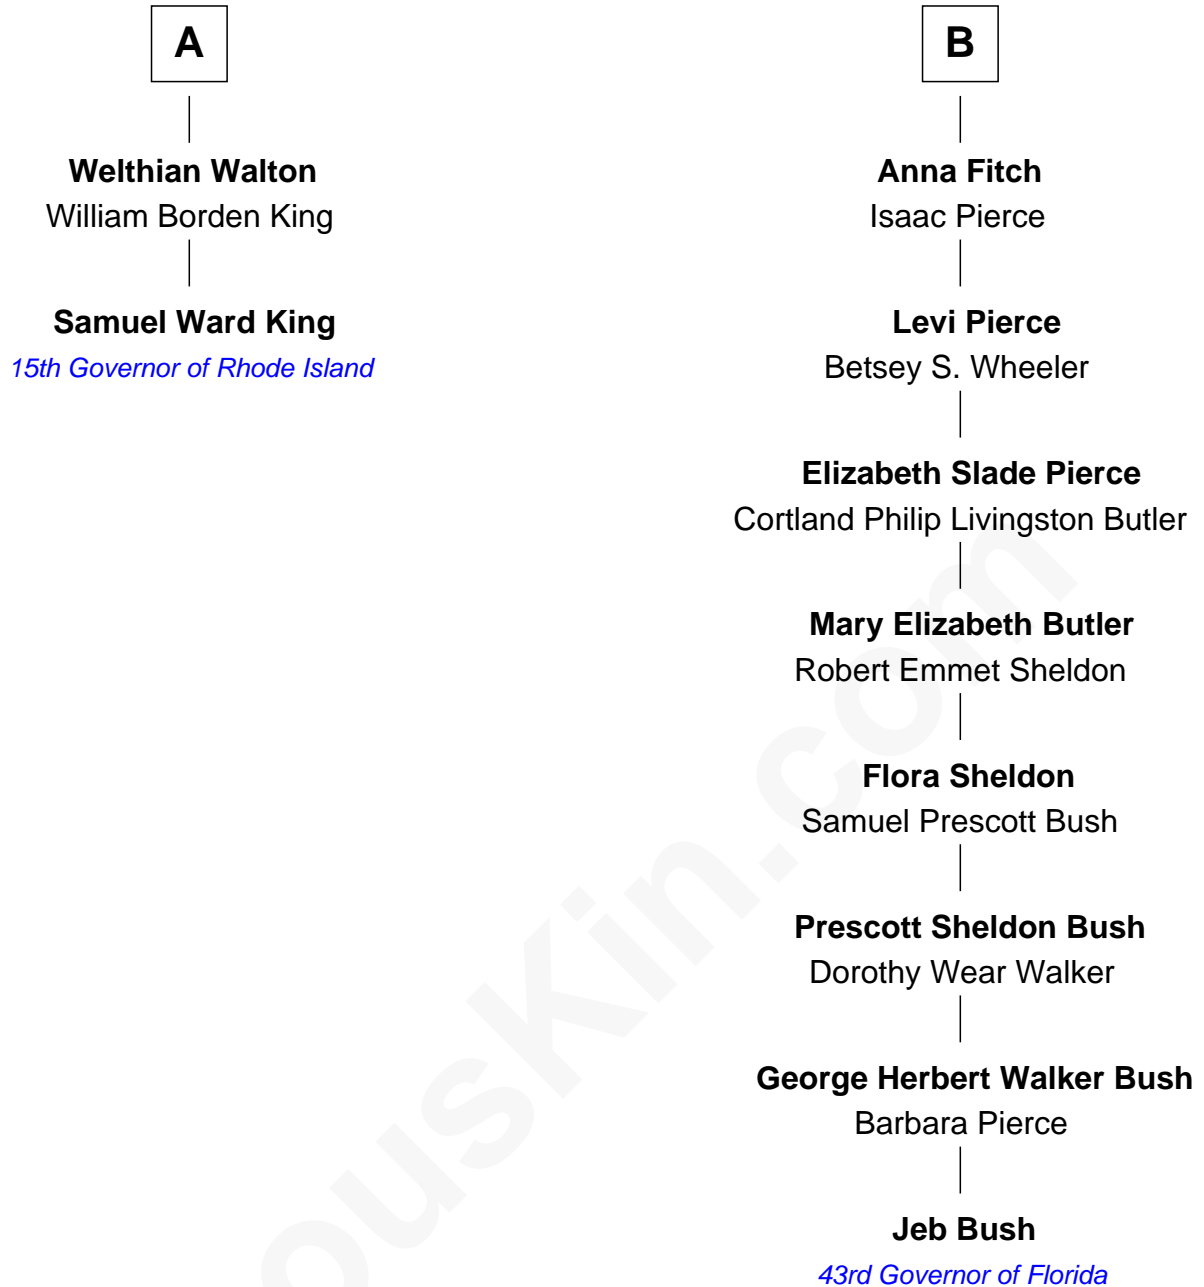 A
Welthian Walton
William Borden King
Samuel Ward King
15th Governor of Rhode Island
B
Anna Fitch
Isaac Pierce
Levi Pierce
Betsey S. Wheeler
Elizabeth Slade Pierce
Cortland Philip Livingston Butler
Mary Elizabeth Butler
Robert Emmet Sheldon
Flora Sheldon
Samuel Prescott Bush
Prescott Sheldon Bush
Dorothy Wear Walker
George Herbert Walker Bush
Barbara Pierce
Jeb Bush
43rd Governor of Florida
ousKin.com